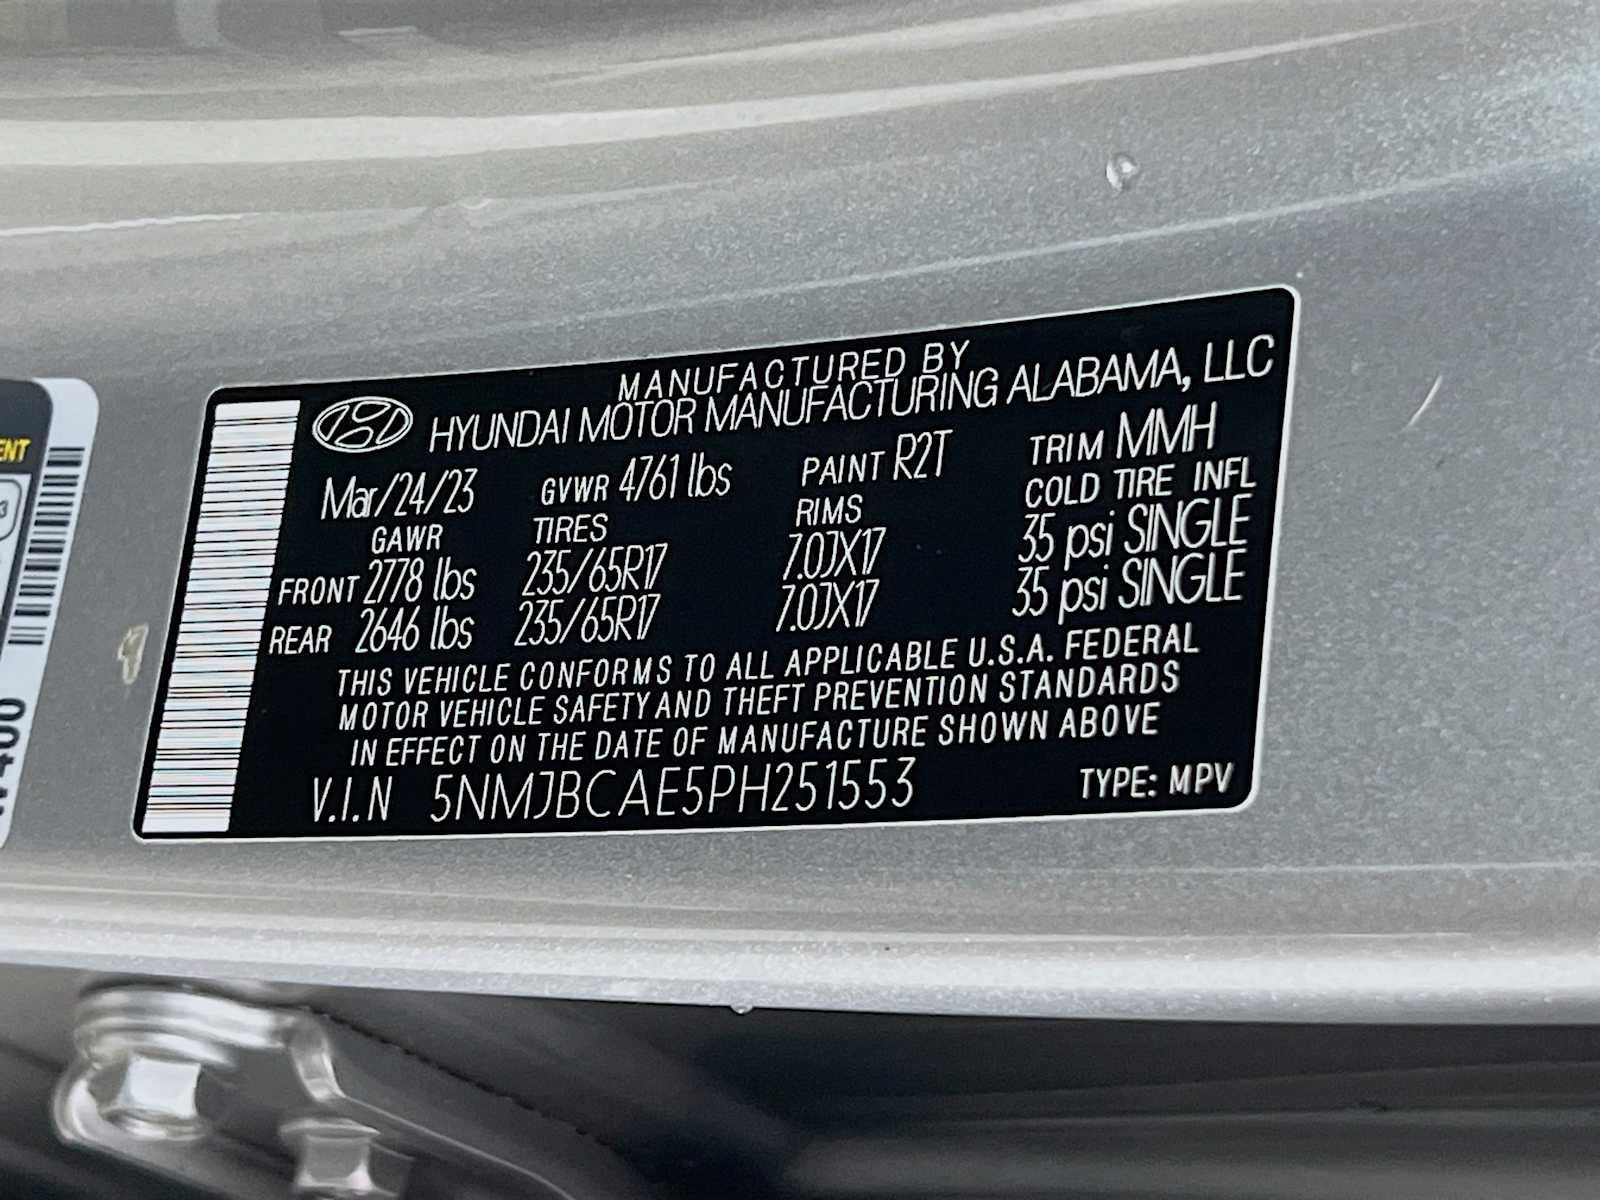 MANUFACTURED BY
HYUNDAI MOTOR MANUFACTURING ALABAMA, LLC
Mar/24/23 GVWR 4761 lbs PAINT R2T TRIM MMH
GAWR TIRES RIMS COLD TIRE INFL
FRONT 2778 lbs 235/65R17 7.0JX17 35 psi SINGLE
REAR 2646 lbs 235/65R17 7.0JX17 35 psi SINGLE
THIS VEHICLE CONFORMS TO ALL APPLICABLE U.S.A. FEDERAL
MOTOR VEHICLE SAFETY AND THEFT PREVENTION STANDARDS
IN EFFECT ON THE DATE OF MANUFACTURE SHOWN ABOVE
V.I.N 5NMJBCAE5PH251553 TYPE: MPV